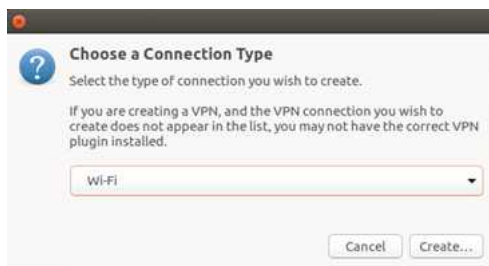 Choose a Connection Type
Select the type of connection you wish to create.
If you are creating a VPN, and the VPN connection you wish to
create does not appear in the list, you may not have the correct VPN
plugin installed.
Wi-Fi
Cancel Create...